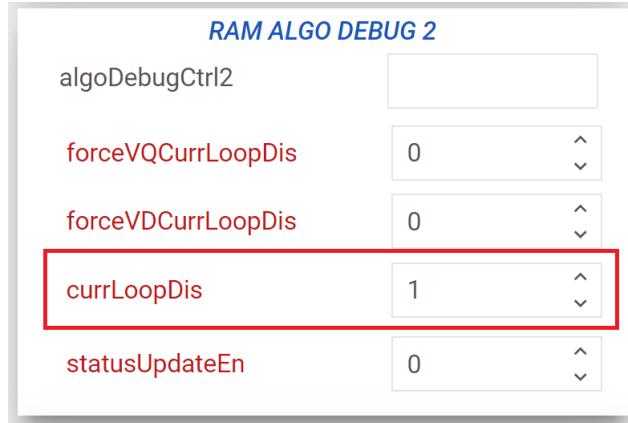 RAM ALGO DEBUG 2
algoDebugCtrl2
forceVQCurrLoopDis 0
forceVDCurrLoopDis 0
currLoopDis 1
statusUpdateEn 0